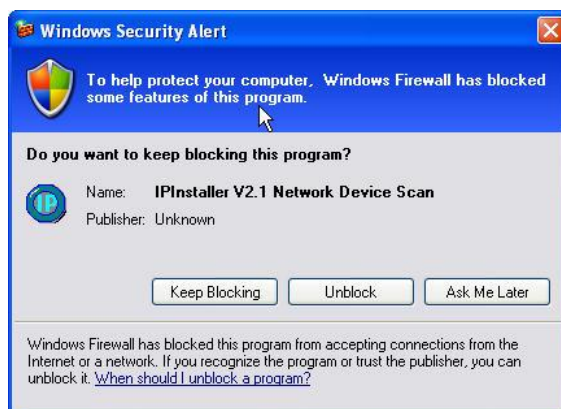 Windows Security Alert
To help protect your computer, Windows Firewall has blocked
some features of this program.
Do you want to keep blocking this program?
IP
Name: IPInstaller V2.1 Network Device Scan
Publisher: Unknown
Keep Blocking Unblock Ask Me Later
Windows Firewall has blocked this program from accepting connections from the
Internet or a network. If you recognize the program or trust the publisher, you can
unblock it. When should I unblock a program?